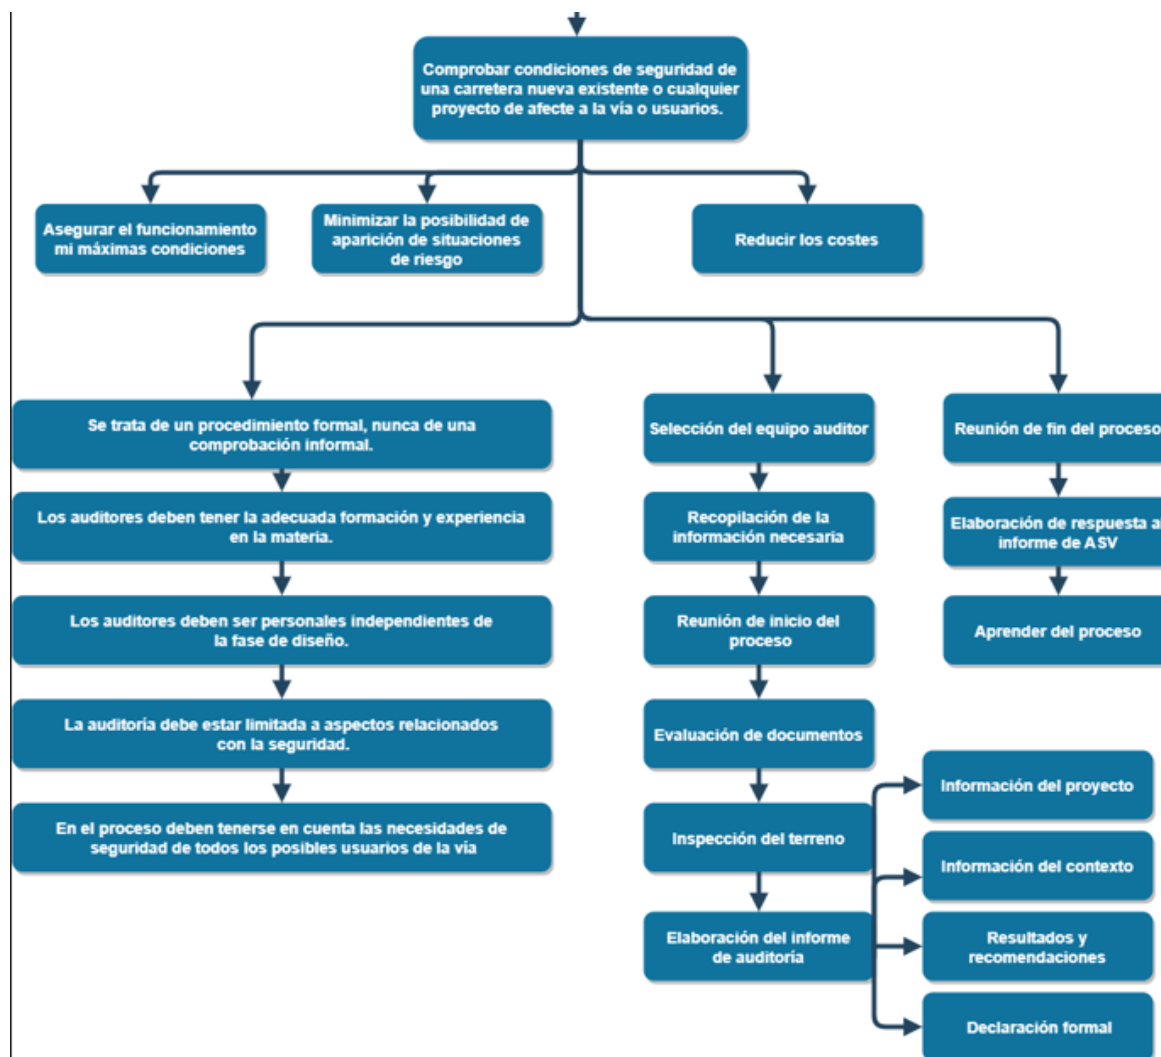 Comprobar condiciones de seguridad de
una carretera nueva existente o cualquier
proyecto de afecte a la vía o usuarios.
Asegurar el funcionamiento
mi máximas condiciones
Minimizar la posibilidad de
aparición de situaciones
de riesgo
Reducir los costes
Se trata de un procedimiento formal, nunca de una
comprobación informal.
Los auditores deben tener la adecuada formación y experiencia
en la materia.
Los auditores deben ser personales independientes de
la fase de diseño.
La auditoría debe estar limitada a aspectos relacionados
con la seguridad.
En el proceso deben tenerse en cuenta las necesidades de
seguridad de todos los posibles usuarios de la vía
Selección del equipo auditor
Recopilación de la
información necesaria
Reunión de inicio del
proceso
Evaluación de documentos
Inspección del terreno
Elaboración del informe
de auditoría
Reunión de fin del proceso
Elaboración de respuesta a
informe de ASV
Aprender del proceso
Información del proyecto
Información del contexto
Resultados y
recomendaciones
Declaración formal